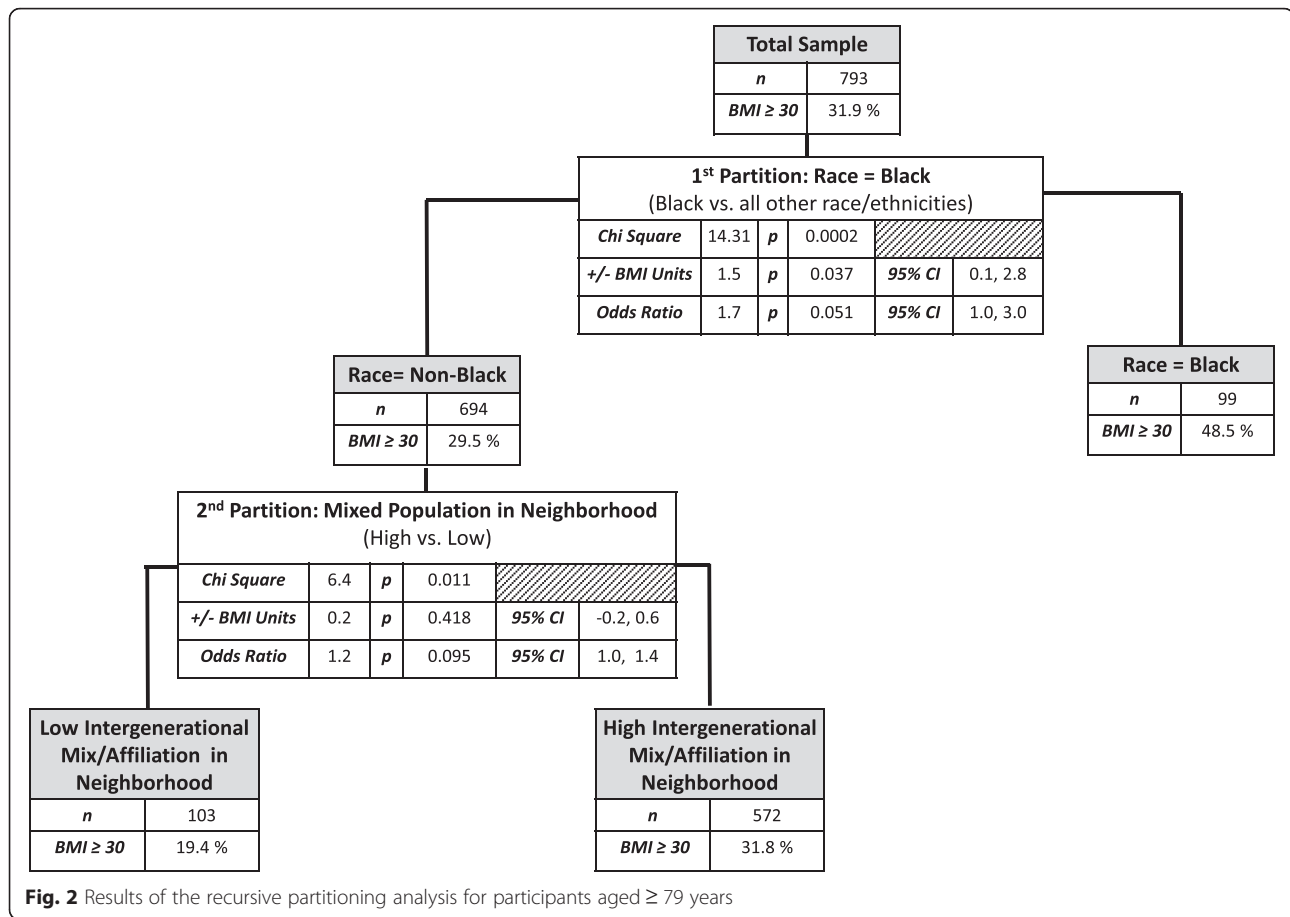 Total Sample
n 793
BMI ≥ 30 31.9 %
1st Partition: Race = Black
(Black vs. all other race/ethnicities)
Chi Square 14.31 p 0.0002
+/- BMI Units 1.5 p 0.037 95% CI 0.1, 2.8
Odds Ratio 1.7 p 0.051 95% CI 1.0, 3.0
Race= Non-Black
n 694
BMI ≥ 30 29.5 %
Race = Black
n 99
BMI ≥ 30 48.5 %
2nd Partition: Mixed Population in Neighborhood
(High vs. Low)
Chi Square 6.4 p 0.011
+/- BMI Units 0.2 p 0.418 95% CI -0.2, 0.6
Odds Ratio 1.2 p 0.095 95% CI 1.0, 1.4
Low Intergenerational
Mix/Affiliation in
Neighborhood
n 103
BMI ≥ 30 19.4 %
High Intergenerational
Mix/Affiliation in
Neighborhood
n 572
BMI ≥ 30 31.8 %
Fig. 2 Results of the recursive partitioning analysis for participants aged ≥ 79 years